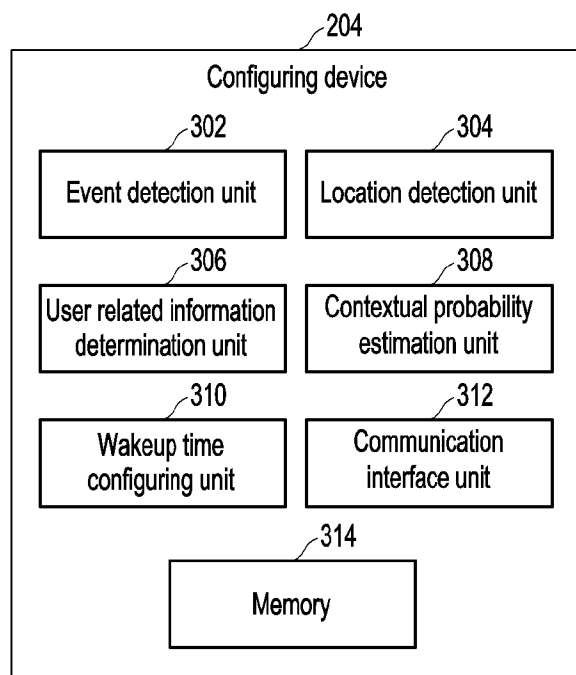 204
Configuring device
302
Event detection unit
304
Location detection unit
306
User related information
determination unit
308
Contextual probability
estimation unit
310
Wakeup time
configuring unit
312
Communication
interface unit
314
Memory